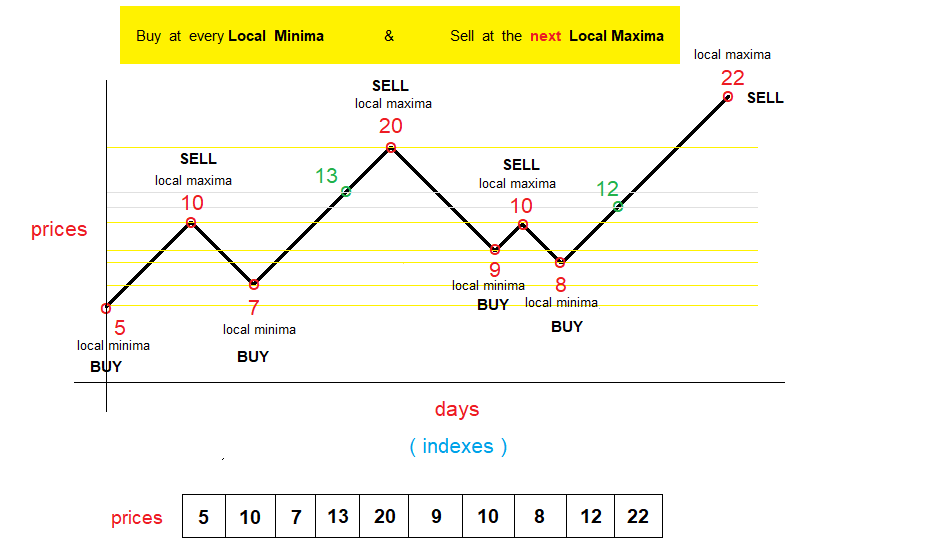 Buy at every Local Minima & Sell at the next Local Maxima
local maxima
22
SELL
SELL
local maxima
20
SELL
local maxima
10
13
SELL
local maxima
10
12
prices
5
local minima
BUY
7
local minima
BUY
9
local minima
BUY
8
local minima
BUY
days
( indexes )
prices 5 10 7 13 20 9 10 8 12 22